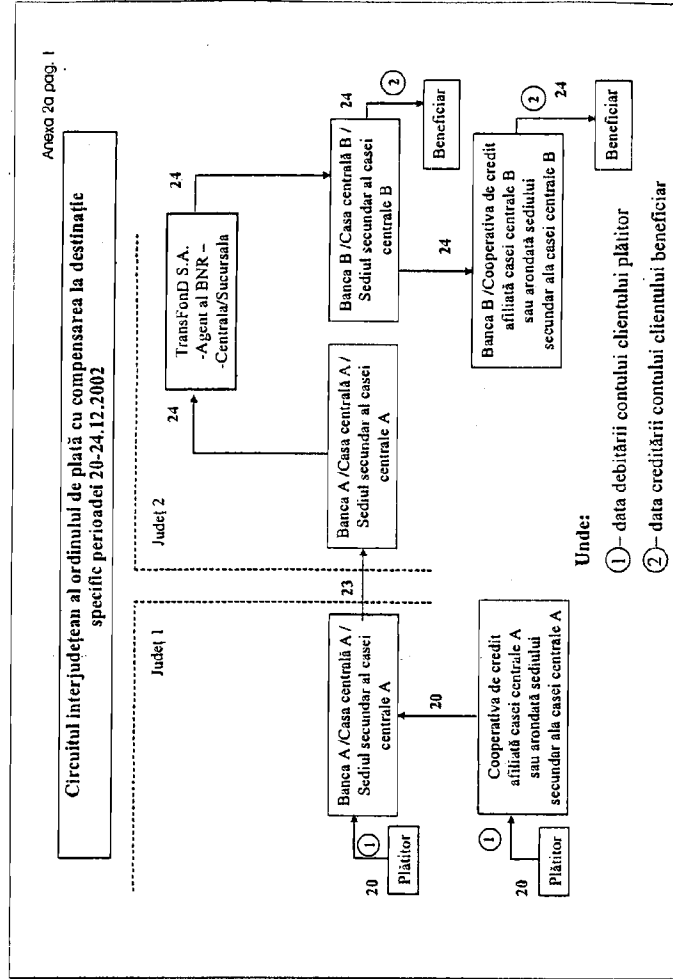 Anexa 2a pag. 1
Circuitul interjudeţean al ordinului de plată cu compensarea la destinaţie
specific perioadei 20-24.12.2002
Judeţ 1
Judeţ 2
20
Plătitor
1
Banca A /Casa centrală A /
Sediul secundar al casei
centrale A
20
20
Plătitor
1
Cooperativa de credit
afiliată casei centrale A
sau arondată sediului
secundar ala casei centrale A
23
Banca A /Casa centrală A /
Sediul secundar al casei
centrale A
24
TransFonD S.A.
-Agent al BNR –
-Centrala/Sucursala
24
Banca B /Casa centrală B /
Sediul secundar al casei
centrale B
24
2
Beneficiar
24
Banca B /Cooperativa de credit
afiliată casei centrale B
sau arondată sediului
secundar ala casei centrale B
2
24
Beneficiar
Unde:
1 – data debitării contului clientului plătitor
2 – data creditării contului clientului beneficiar